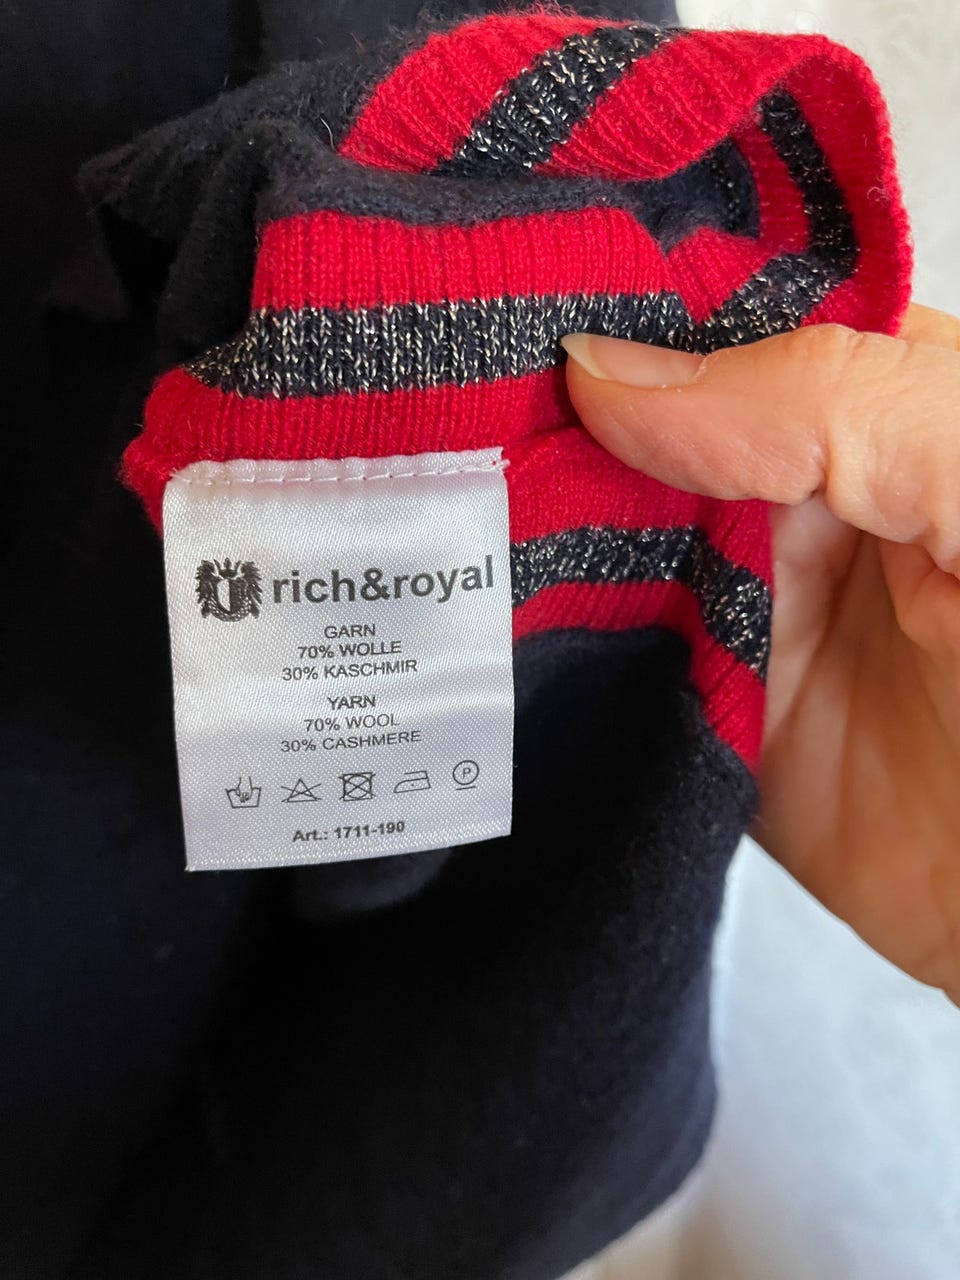 rich&royal
GARN
70% WOLLE
30% KASCHMIR
YARN
70% WOOL
30% CASHMERE
P
Art.: 1711-190